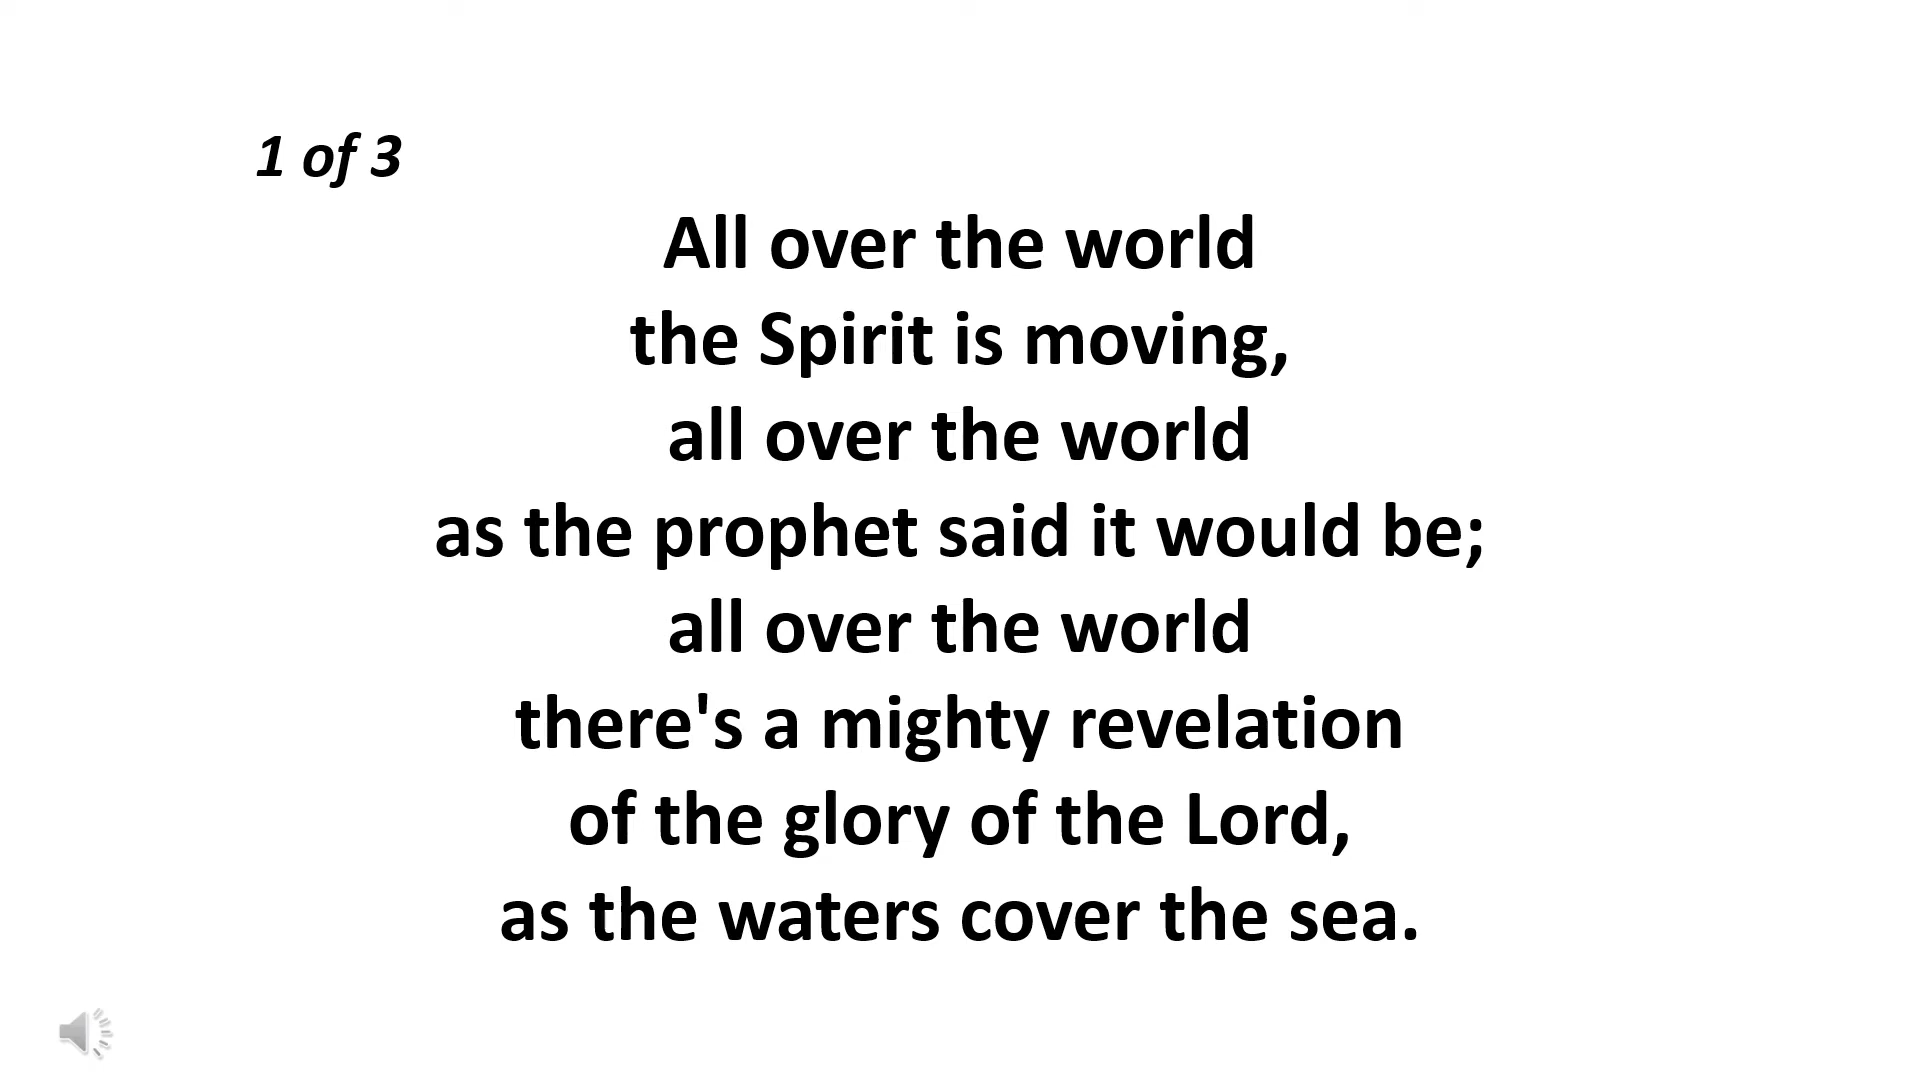 1 of 3
All over the world
the Spirit is moving,
all over the world
as the prophet said it would be;
all over the world
there's a mighty revelation
of the glory of the Lord,
as the waters cover the sea.